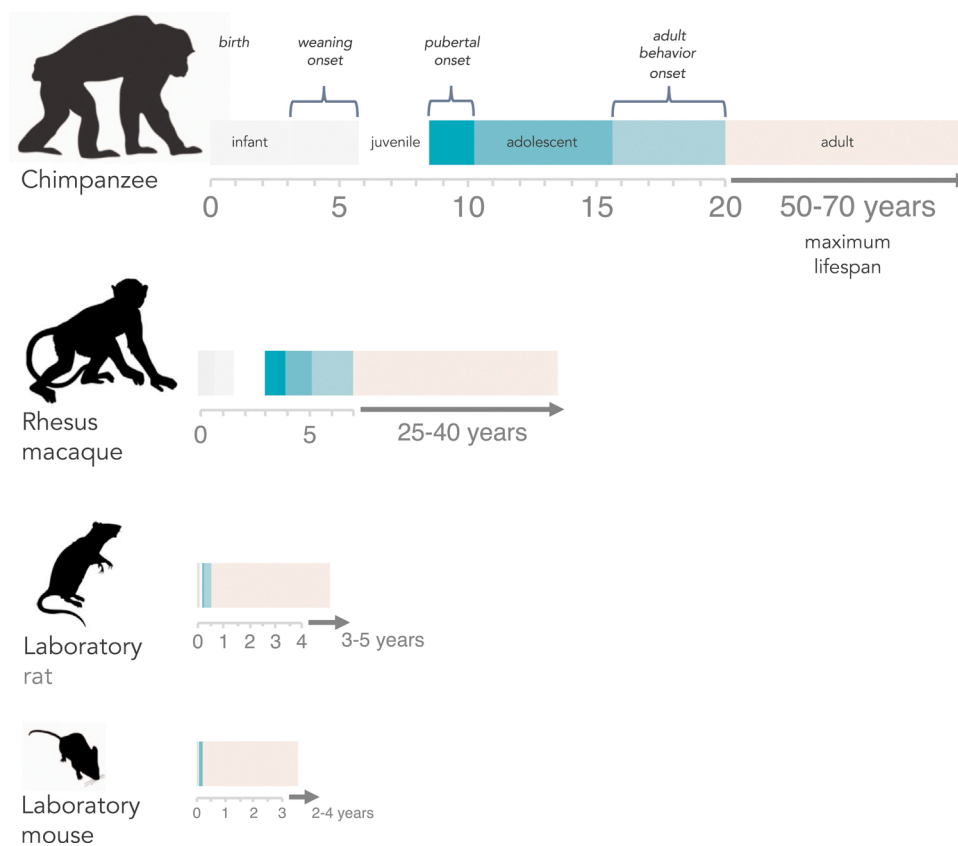 birth
weaning
onset
pubertal
onset
adult
behavior
onset
infant
juvenile
adolescent
adult
Chimpanzee
0 5 10 15 20 50-70 years
maximum
lifespan
Rhesus
macaque
0 5 25-40 years
Laboratory
rat
0 1 2 3 4 3-5 years
Laboratory
mouse
0 1 2 3 2-4 years